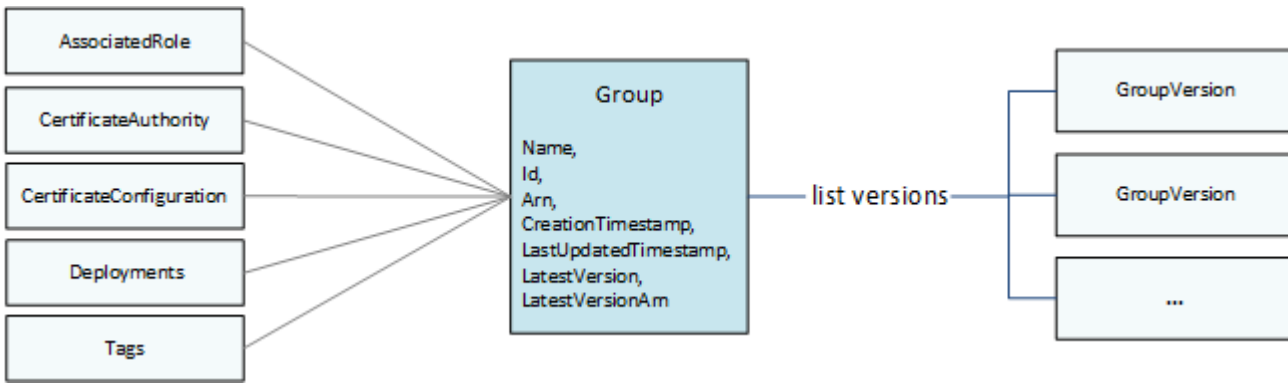 AssociatedRole
CertificateAuthority
CertificateConfiguration
Deployments
Tags
Group
Name,
Id,
Arn,
CreationTimestamp,
LastUpdatedTimestamp,
LatestVersion,
LatestVersionArn
list versions
GroupVersion
GroupVersion
...